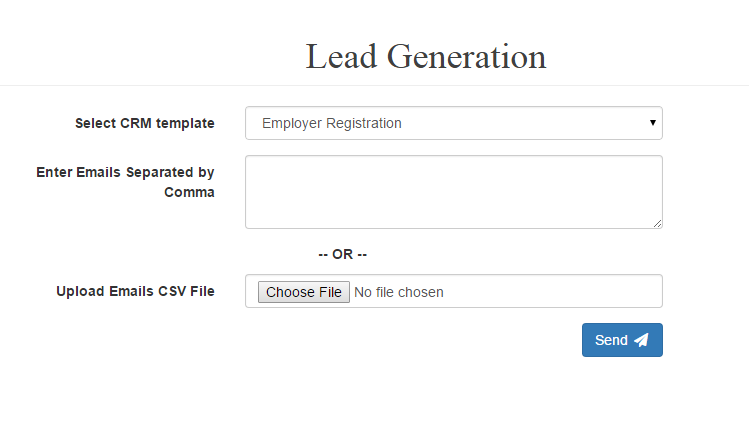 Lead Generation
Select CRM template
Employer Registration
Enter Emails Separated by
Comma
-- OR --
Upload Emails CSV File
Choose File No file chosen
Send